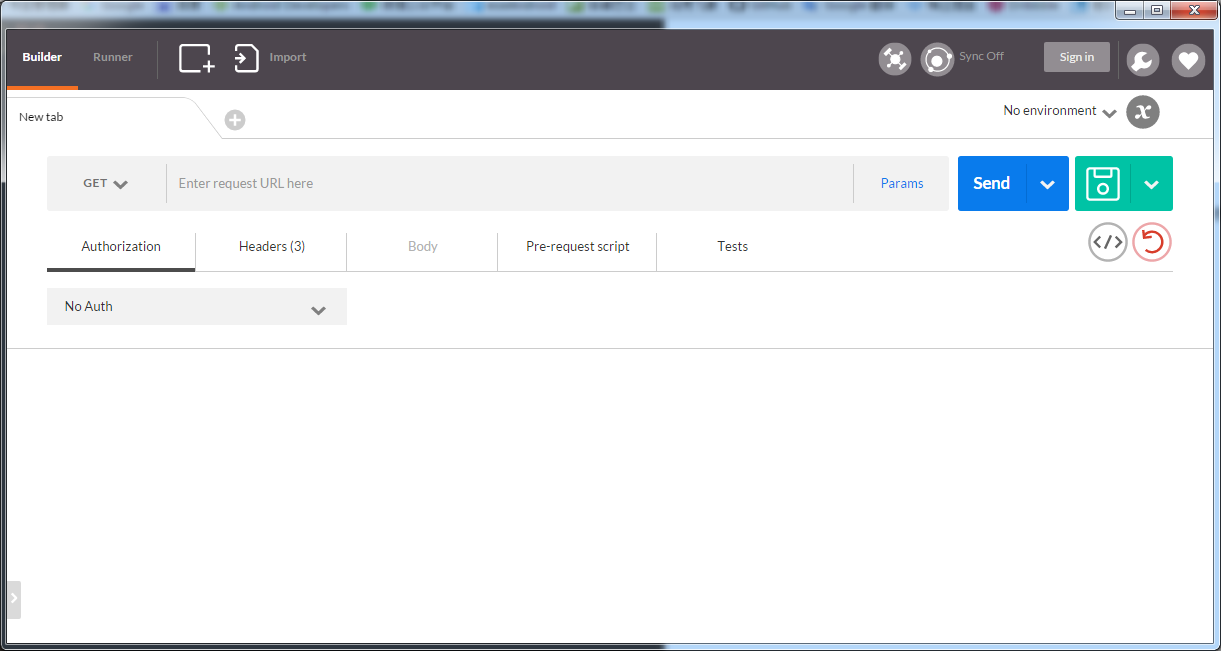 Builder
Runner
Import
Sync Off
Sign in
New tab
No environment
GET
Enter request URL here
Params
Send
Authorization
Headers (3)
Body
Pre-request script
Tests
No Auth